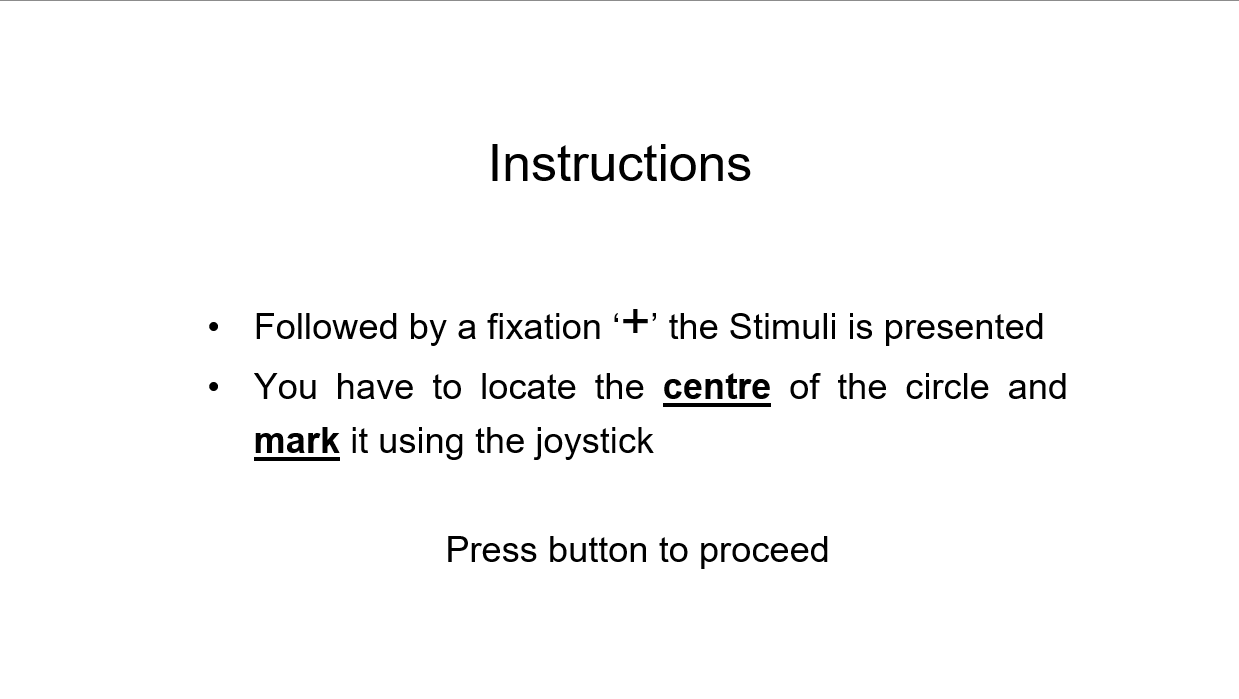 Instructions
• Followed by a fixation ‘+’ the Stimuli is presented
• You have to locate the centre of the circle and
mark it using the joystick
Press button to proceed